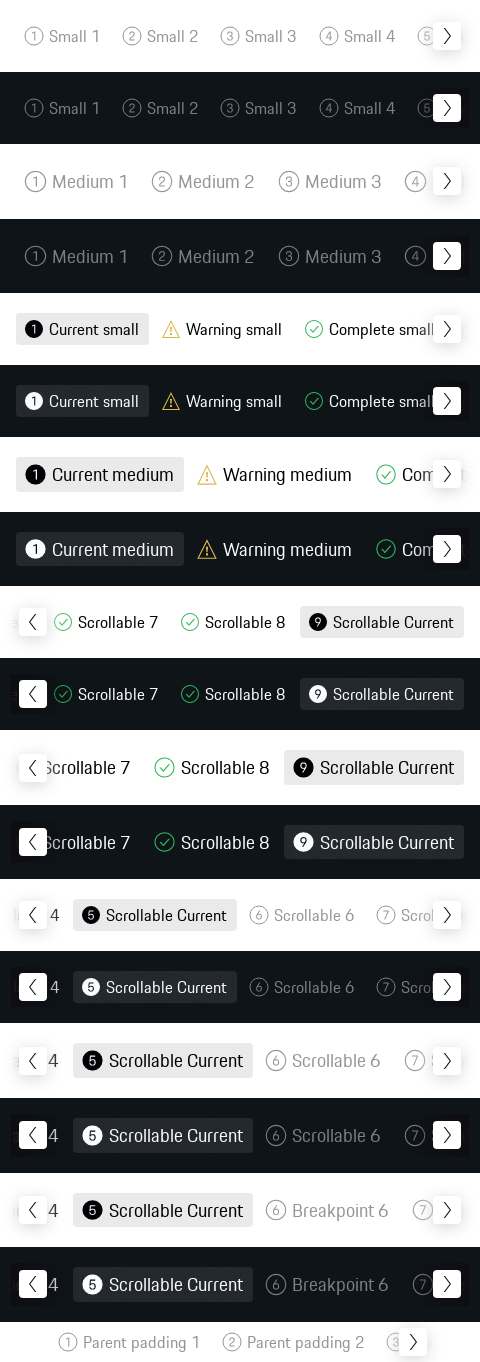 1 Small 1 2 Small 2 3 Small 3 4 Small 4 5
1 Small 1 2 Small 2 3 Small 3 4 Small 4 5
1 Medium 1 2 Medium 2 3 Medium 3 4
1 Medium 1 2 Medium 2 3 Medium 3 4
1 Current small Warning small Complete small
1 Current small Warning small Complete small
1 Current medium Warning medium Com
1 Current medium Warning medium Com
Scrollable 7 Scrollable 8 9 Scrollable Current
Scrollable 7 Scrollable 8 9 Scrollable Current
Scrollable 7 Scrollable 8 9 Scrollable Current
Scrollable 7 Scrollable 8 9 Scrollable Current
4 5 Scrollable Current 6 Scrollable 6 7 Scro
4 5 Scrollable Current 6 Scrollable 6 7 Scro
4 5 Scrollable Current 6 Scrollable 6 7
4 5 Scrollable Current 6 Scrollable 6 7
4 5 Scrollable Current 6 Breakpoint 6 7
4 5 Scrollable Current 6 Breakpoint 6 7
1 Parent padding 1 2 Parent padding 2 3